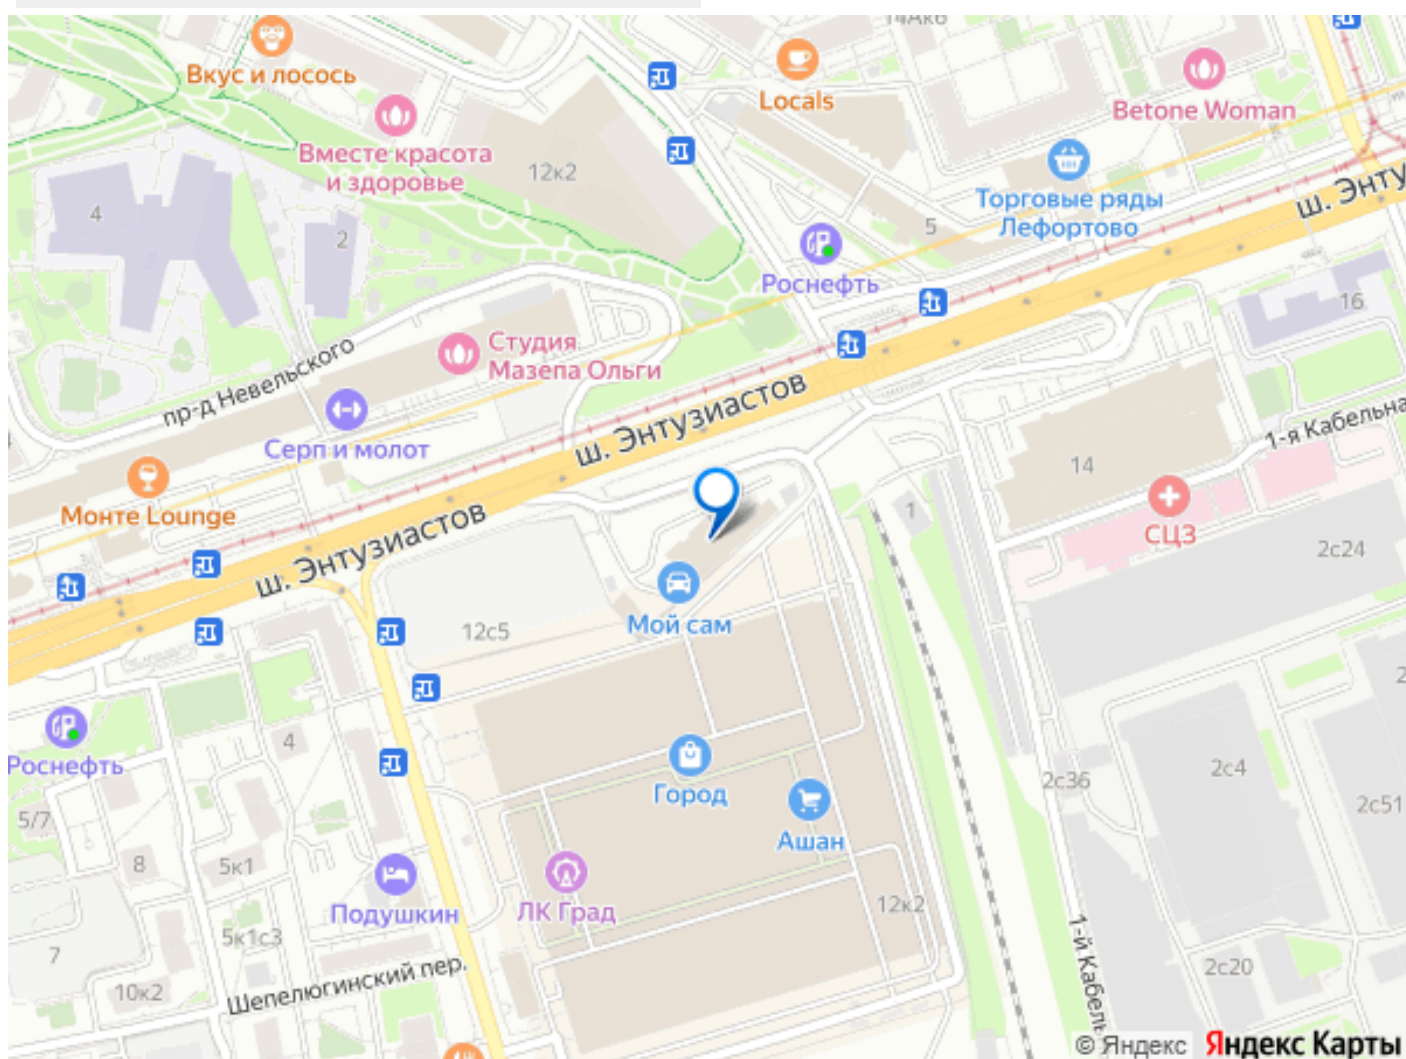 14Ак6
Вкус и лосось
Locals
Betone Woman
Вместе красота
и здоровье
12к2
Торговые ряды
Лефортово
ш. Энту
4
2
5
Роснефть
16
Студия
Мазепа Ольги
пр-д Невельского
ш. Энтузиастов
Серп и молот
1-я Кабельна
14
Монте Lounge
ш. Энтузиастов
1
СЦЗ
2с24
12с5
Мой сам
Роснефть
4
Город
Ашан
2с36
2с4
2с51
5/7
8
5к1
Подушкин
ЛК Град
12к2
5к1с3
7
Шепелюгинский пер.
10к2
1-й Кабель
2с20
© Яндекс Яндекс Карты